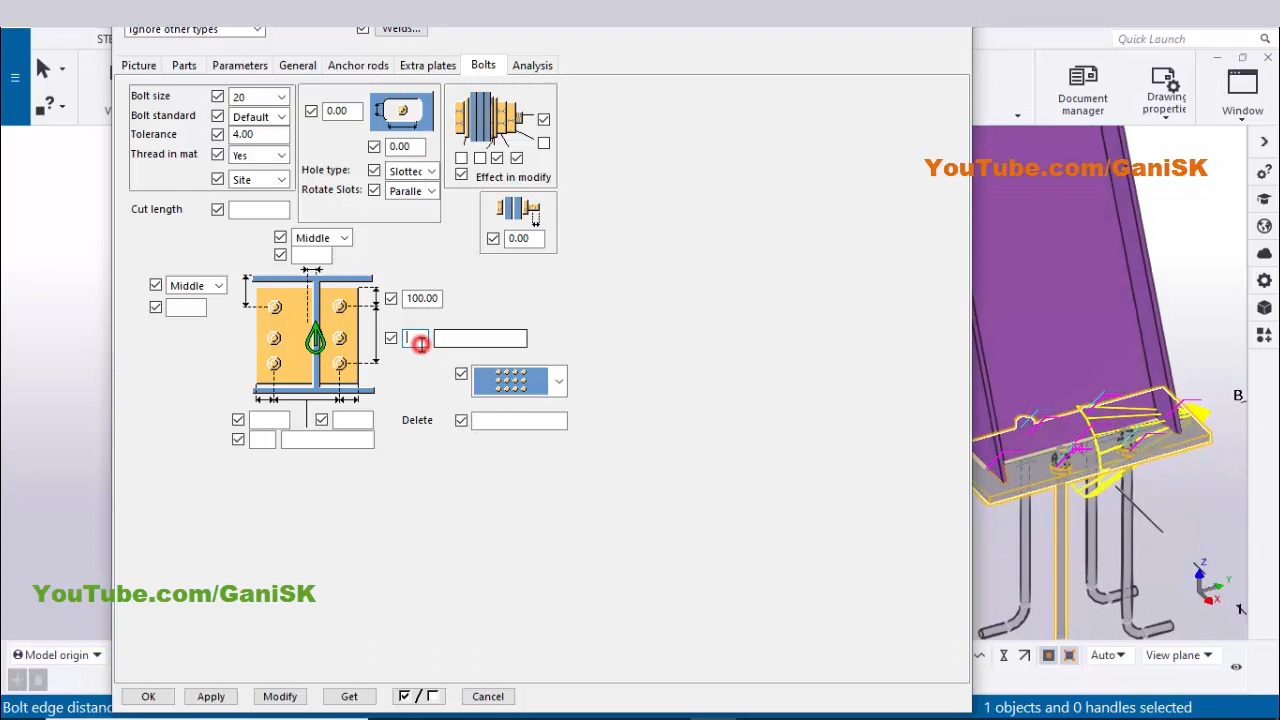 Ignore other types
Welds...
STE
Quick Launch
Picture
Parts
Parameters
General
Anchor rods
Extra plates
Bolts
Analysis
Bolt size
20
Bolt standard
Default
Tolerance
4.00
Thread in mat
Yes
Site
Cut length
0.00
0.00
Hole type:
Slotted
Rotate Slots:
Paralle
Effect in modify
0.00
Document
manager
Drawing
propertie
Window
YouTube.com/GaniSK
Middle
Middle
100.00
Delete
B
Z
Y
X
1
YouTube.com/GaniSK
Model origin
Auto
View plane
OK
Apply
Modify
Get
/
Cancel
Bolt edge distanc
1 objects and 0 handles selected